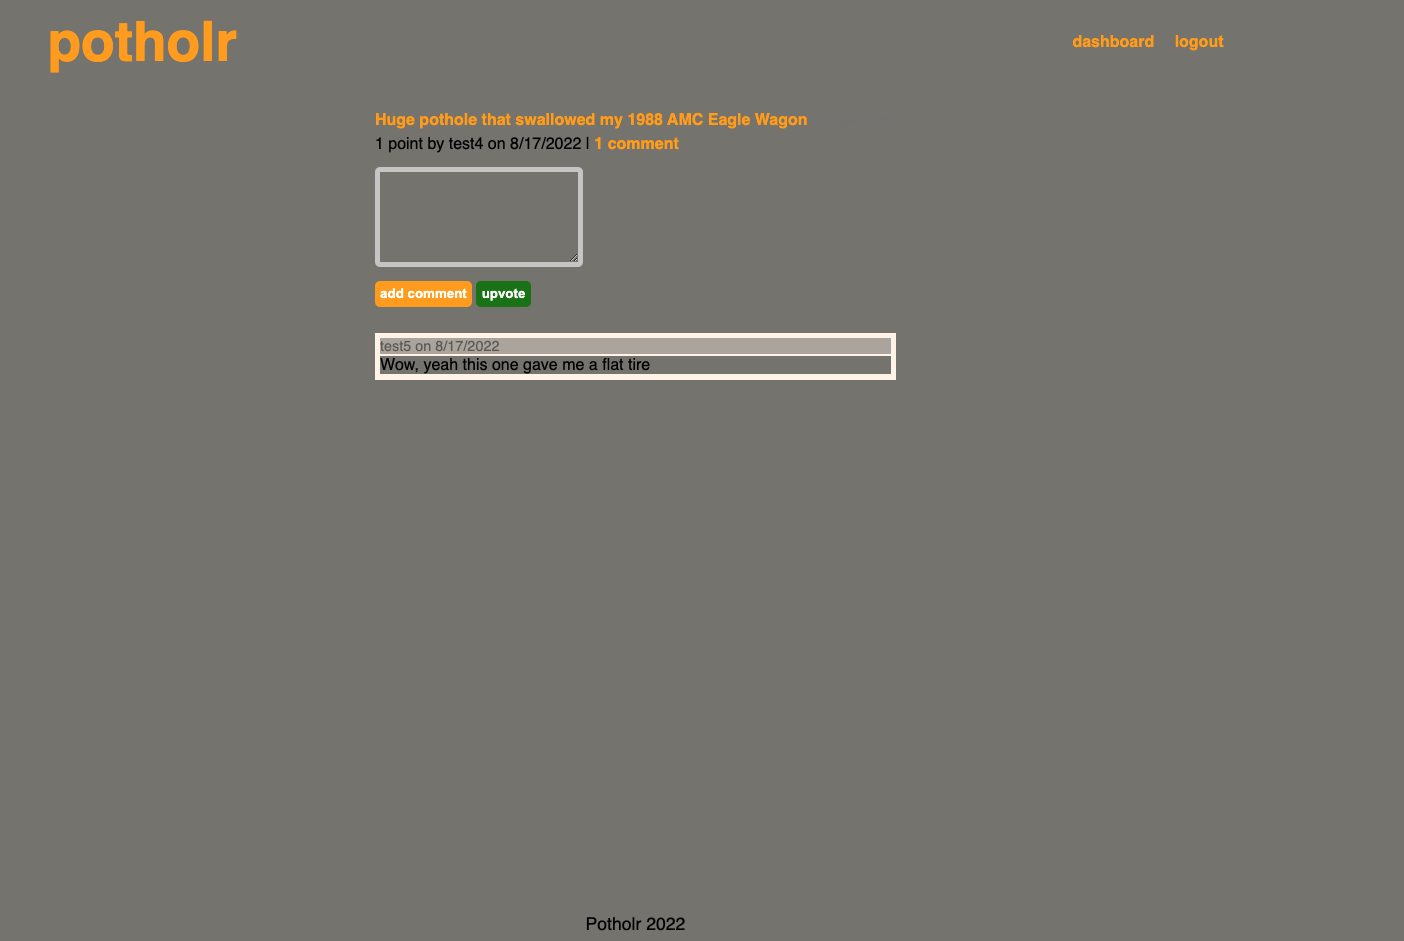 potholr
dashboard logout
Huge pothole that swallowed my 1988 AMC Eagle Wagon
1 point by test4 on 8/17/2022 | 1 comment
add comment upvote
test5 on 8/17/2022
Wow, yeah this one gave me a flat tire
Potholr 2022